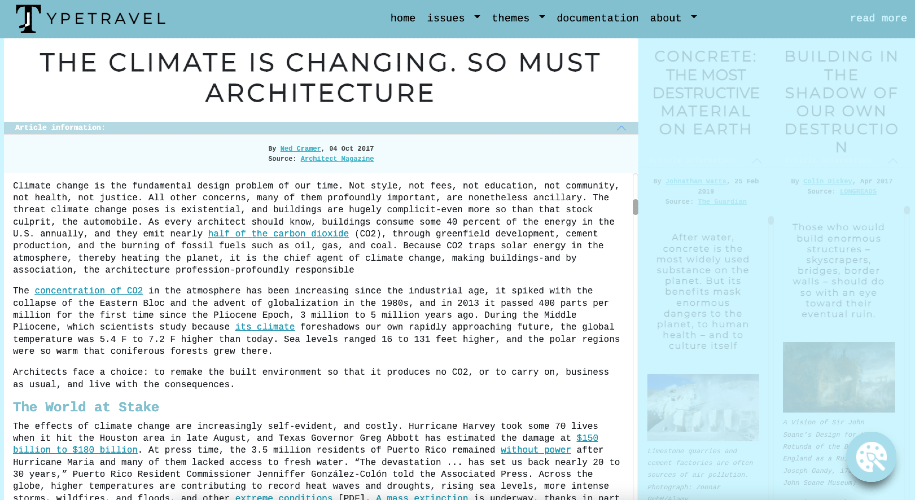 TYPETRAVEL
home issues themes documentation about
read more
THE CLIMATE IS CHANGING. SO MUST
ARCHITECTURE
Article information:
By Ned Cramer, 04 Oct 2017
Source: Architect Magazine
Climate change is the fundamental design problem of our time. Not style, not fees, not education, not community,
not health, not justice. All other concerns, many of them profoundly important, are nonetheless ancillary. The
threat climate change poses is existential, and buildings are hugely complicit-even more so than that stock
culprit, the automobile. As every architect should know, buildings consume some 40 percent of the energy in the
U.S. annually, and they emit nearly half of the carbon dioxide (CO2), through greenfield development, cement
production, and the burning of fossil fuels such as oil, gas, and coal. Because CO2 traps solar energy in the
atmosphere, thereby heating the planet, it is the chief agent of climate change, making buildings-and by
association, the architecture profession-profoundly responsible
The concentration of CO2 in the atmosphere has been increasing since the industrial age, it spiked with the
collapse of the Eastern Bloc and the advent of globalization in the 1980s, and in 2013 it passed 400 parts per
million for the first time since the Pliocene Epoch, 3 million to 5 million years ago. During the Middle
Pliocene, which scientists study because its climate foreshadows our own rapidly approaching future, the global
temperature was 5.4 F to 7.2 F higher than today. Sea levels ranged 16 to 131 feet higher, and the polar regions
were so warm that coniferous forests grew there.
Architects face a choice: to remake the built environment so that it produces no CO2, or to carry on, business
as usual, and live with the consequences.
The World at Stake
The effects of climate change are increasingly self-evident, and costly. Hurricane Harvey took some 70 lives
when it hit the Houston area in late August, and Texas Governor Greg Abbott has estimated the damage at $150
billion to $180 billion. At press time, the 3.5 million residents of Puerto Rico remained without power after
Hurricane Maria and many of them lacked access to fresh water. “The devastation ... has set us back nearly 20 to
30 years,” Puerto Rico Resident Commissioner Jenniffer González-Colón told the Associated Press. Across the
globe, higher temperatures are contributing to record heat waves and droughts, rising sea levels, more intense
storms, wildfires, and floods, and other extreme conditions [PDF]. A mass extinction is underway, thanks in part
CONCRETE:
THE MOST
DESTRUCTIVE
MATERIAL
ON EARTH
By Johnathan Watts, 25 Feb
2019
Source: The Guardian
After water,
concrete is the
most widely used
substance on the
planet. But its
benefits mask
enormous
dangers to the
planet, to human
health – and to
culture itself
Limestone quarries and
cement factories are often
sources of air pollution.
Photograph:
BUILDING IN
THE
SHADOW OF
OUR OWN
DESTRUCTIO
N
By Colin Dickey, Apr 2017
Source: LONGREADS
Those who would
build enormous
structures –
skyscrapers,
bridges, border
walls – should do
so with an eye
toward their
eventual ruin.
A Vision of Sir John
Soane's Design for
Rotunda of the
England as a
Joseph Gandy,
John Soane